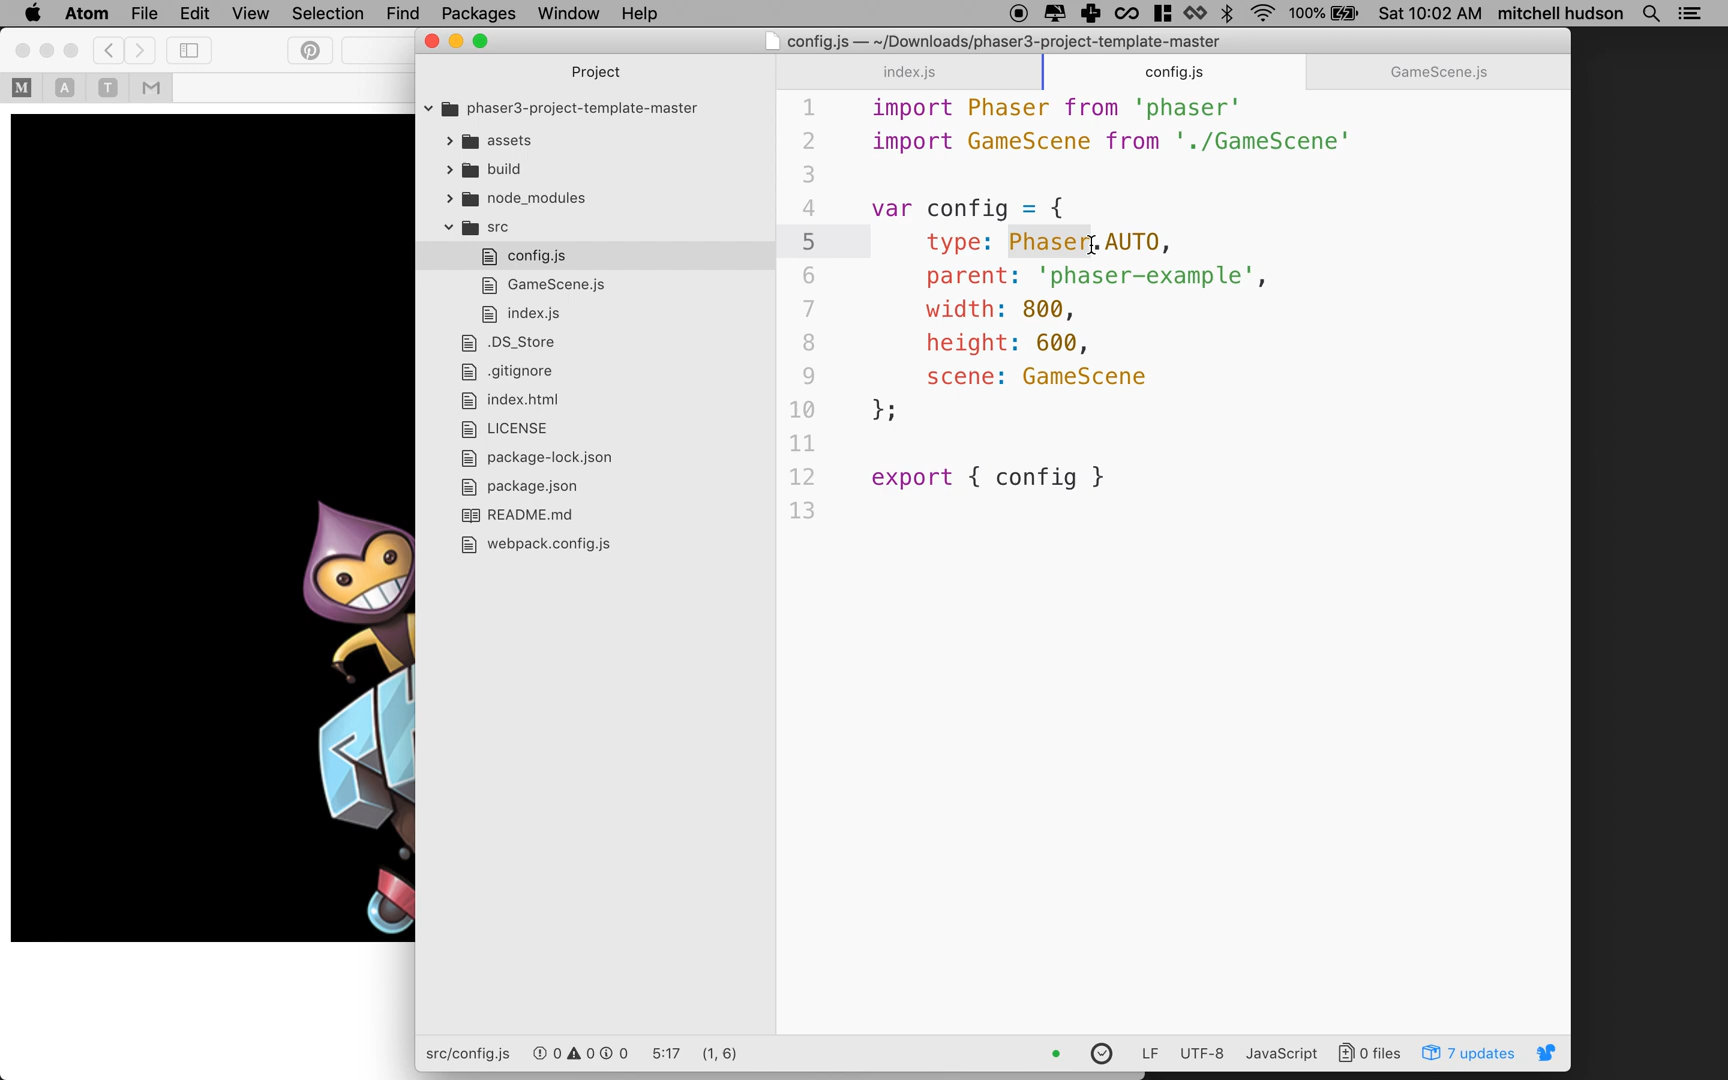 Atom File Edit View Selection Find Packages Window Help 100% Sat 10:02 AM mitchell hudson
config.js — ~/Downloads/phaser3-project-template-master
M A T
Project
index.js config.js GameScene.js
phaser3-project-template-master
assets
build
node_modules
src
config.js
GameScene.js
index.js
.DS_Store
.gitignore
index.html
LICENSE
package-lock.json
package.json
README.md
webpack.config.js
1 import Phaser from 'phaser'
2 import GameScene from './GameScene'
3
4 var config = {
5 type: Phaser.AUTO,
6 parent: 'phaser-example',
7 width: 800,
8 height: 600,
9 scene: GameScene
10 };
11
12 export { config }
13
src/config.js 0 0 0 5:17 (1, 6) LF UTF-8 JavaScript 0 files 7 updates